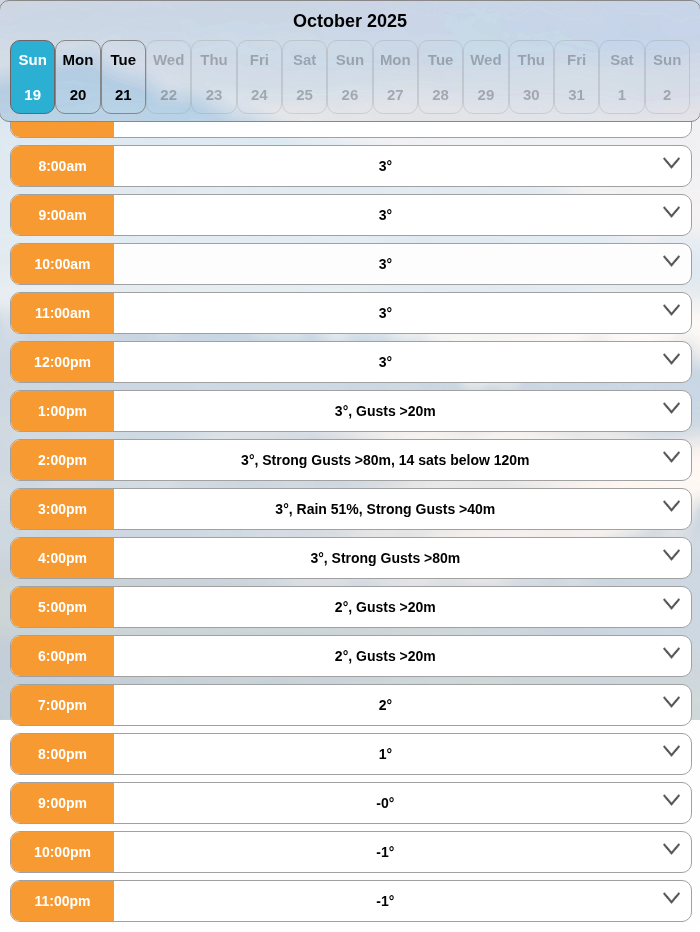 October 2025
Sun Mon Tue Wed Thu Fri Sat Sun Mon Tue Wed Thu Fri Sat Sun
19 20 21 22 23 24 25 26 27 28 29 30 31 1 2
8:00am 3°
9:00am 3°
10:00am 3°
11:00am 3°
12:00pm 3°
1:00pm 3°, Gusts >20m
2:00pm 3°, Strong Gusts >80m, 14 sats below 120m
3:00pm 3°, Rain 51%, Strong Gusts >40m
4:00pm 3°, Strong Gusts >80m
5:00pm 2°, Gusts >20m
6:00pm 2°, Gusts >20m
7:00pm 2°
8:00pm 1°
9:00pm -0°
10:00pm -1°
11:00pm -1°